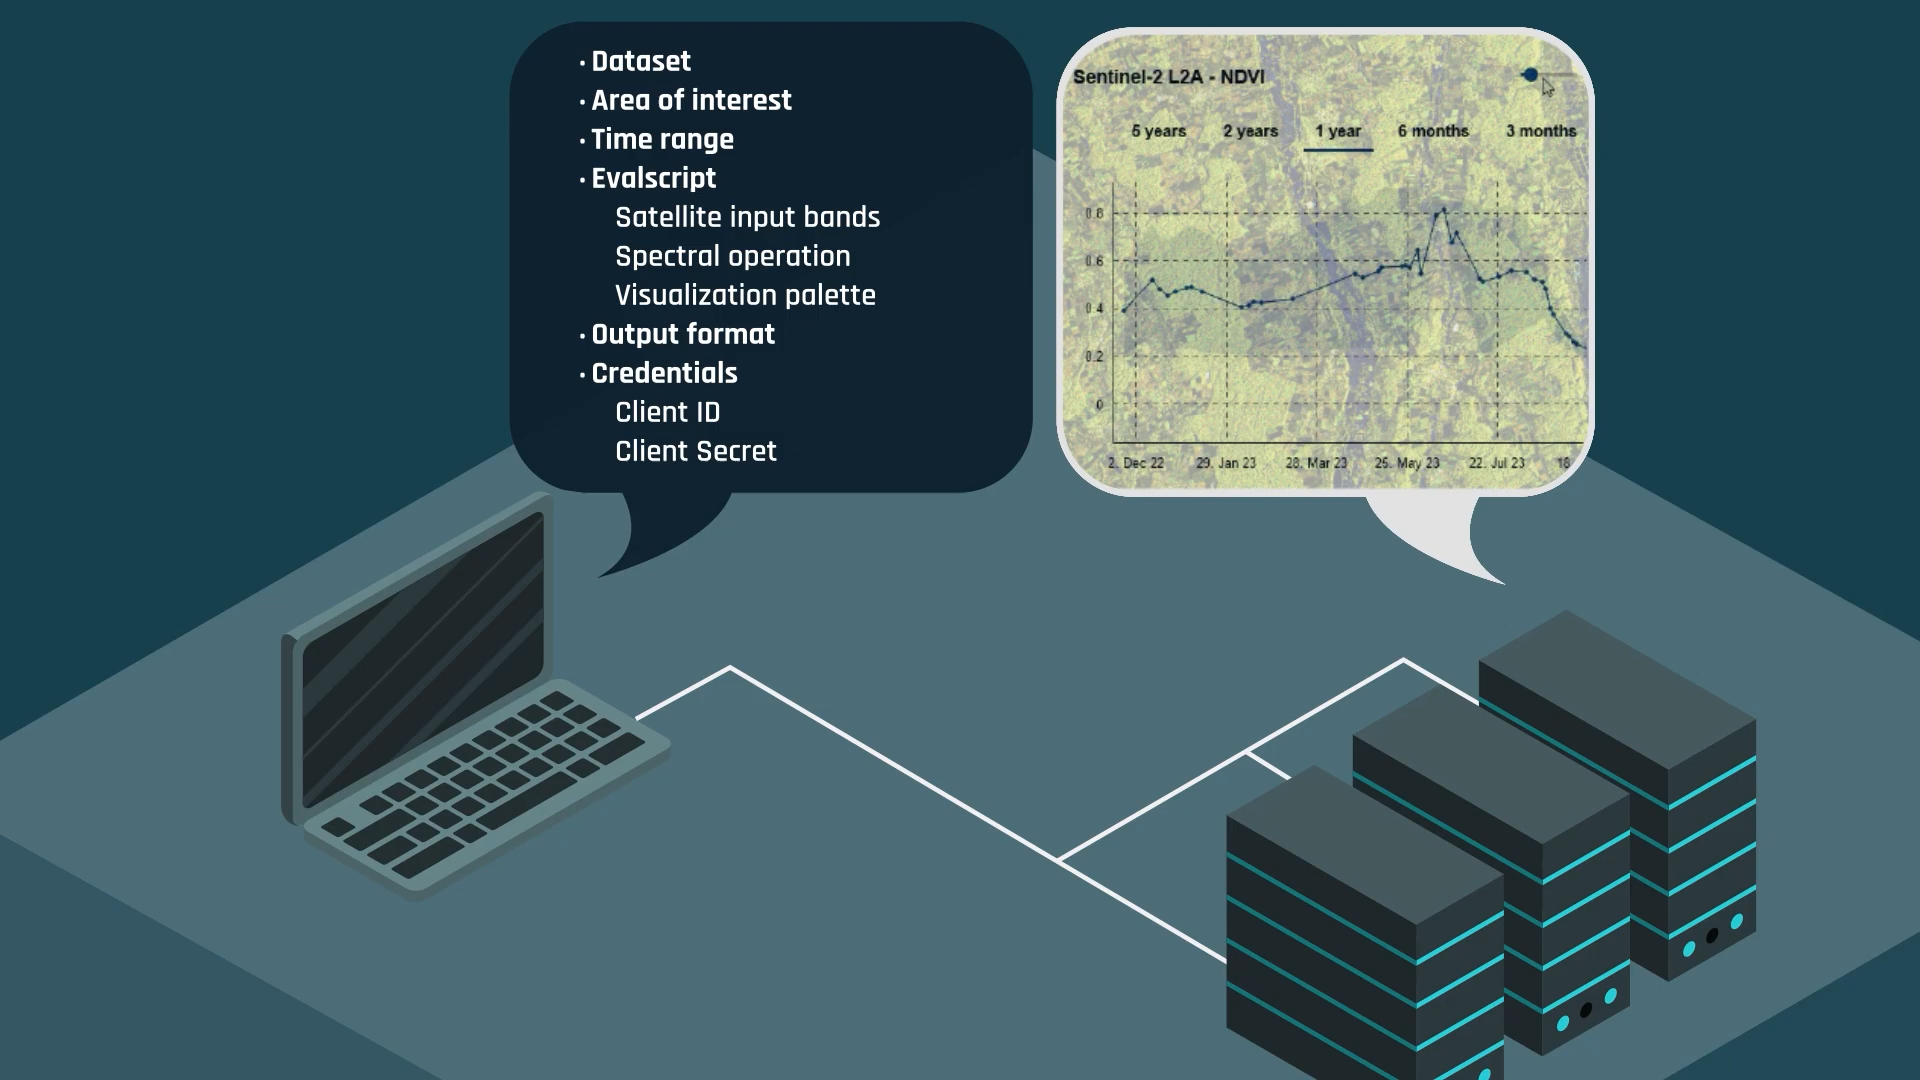 · Dataset
· Area of interest
· Time range
· Evalscript
Satellite input bands
Spectral operation
Visualization palette
· Output format
· Credentials
Client ID
Client Secret
Sentinel-2 L2A - NDVI
5 years 2 years 1 year 6 months 3 months
0.8
0.6
0.4
0.2
0
2. Dec 22 29. Jan 23 28. Mar 23 25. May 23 22. Jul 23 18